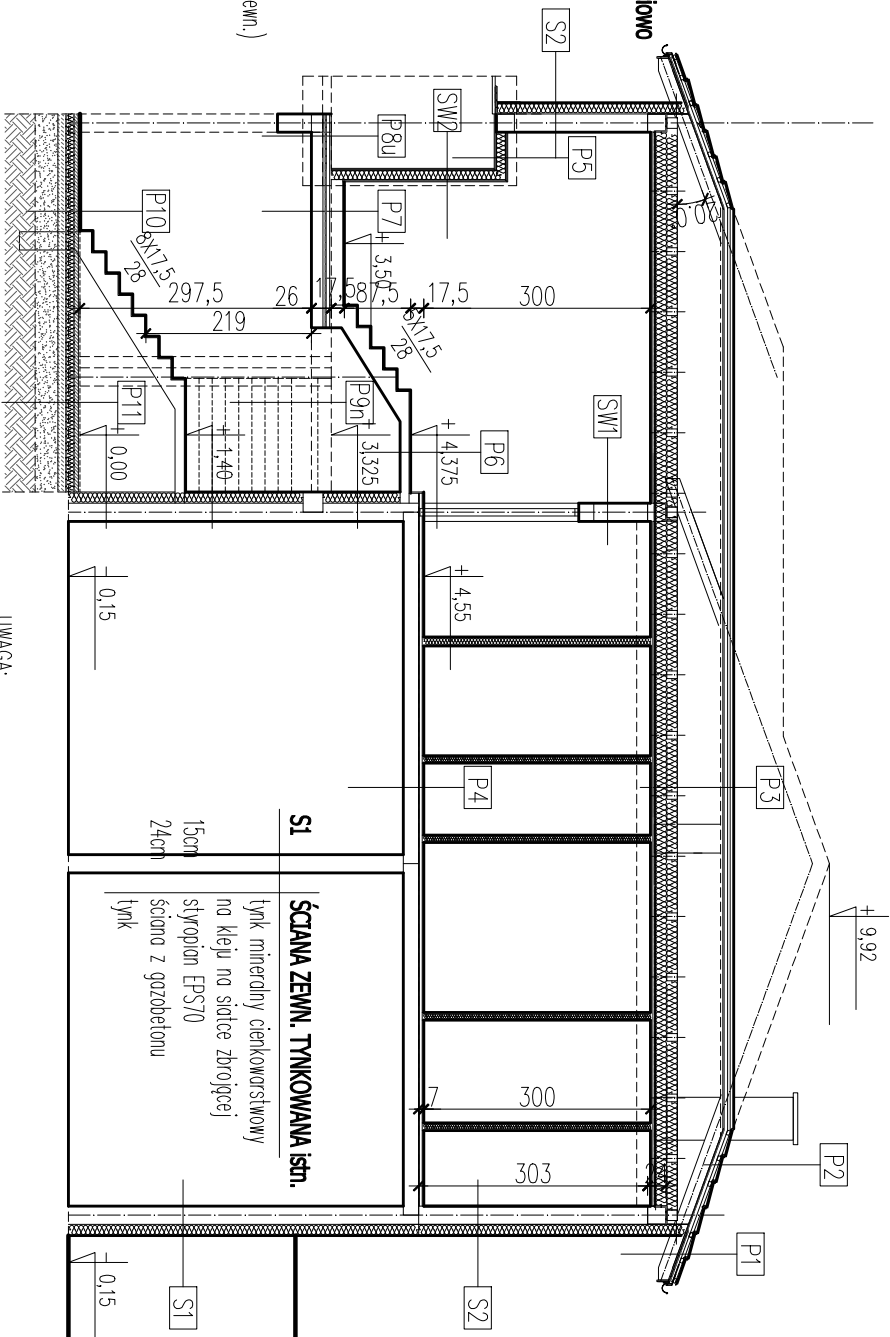 iowo
ewn.)
S2
SW2
P8u
P5
P10
P7
8X17,5
28
+ 3,50
297,5
26
17,5
87,5
17,5
300
219
6X17,5
28
20,0
P11
P9n
P6
SW1
+ 0,00
+ 1,40
+ 3,325
+ 4,375
- 0,15
+ 4,55
UWAGA:
P4
P3
+ 9,92
S1 ŚCIANA ZEWN. TYNKOWANA istn.
tynk mineralny cienkowarstwowy
na kleju na siatce zbrojącej
15cm styropian EPS70
24cm ściana z gazobetonu
tynk
7
300
303
P2
P1
S1
S2
- 0,15